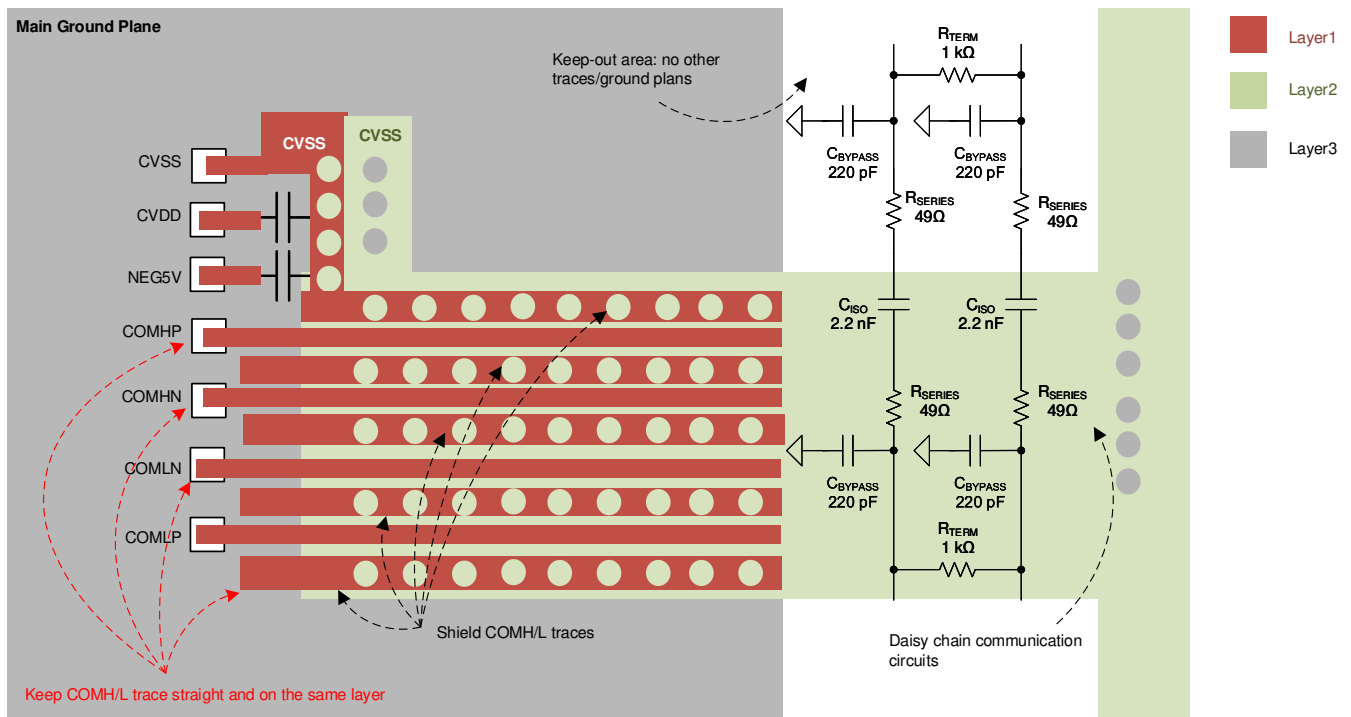 Main Ground Plane
Keep-out area: no other
traces/ground plans
RTERM
1 kΩ
Layer1
Layer2
Layer3
CVSS
CVSS
CVSS
CVDD
NEG5V
COMHP
COMHN
COMLN
COMLP
CBYPASS
220 pF
CBYPASS
220 pF
RSERIES
49Ω
RSERIES
49Ω
CISO
2.2 nF
CISO
2.2 nF
RSERIES
49Ω
RSERIES
49Ω
CBYPASS
220 pF
CBYPASS
220 pF
RTERM
1 kΩ
Shield COMH/L traces
Daisy chain communication
circuits
Keep COMH/L trace straight and on the same layer